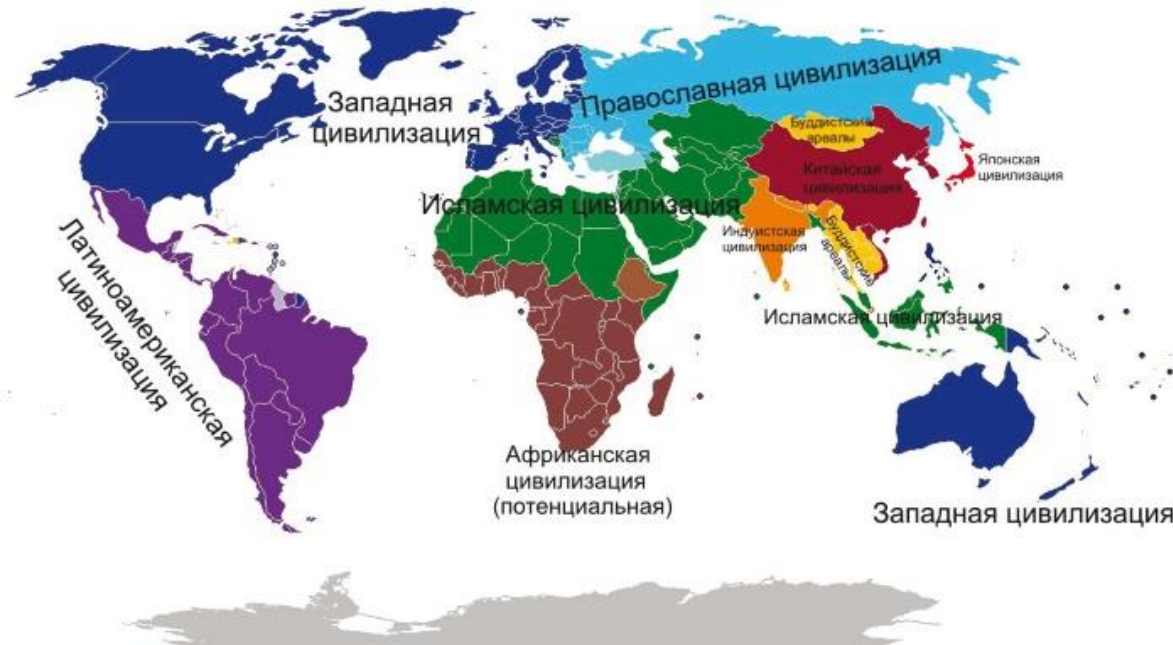 Западная
цивилизация
Православная цивилизация
Буддистские
ареалы
Китайская
цивилизация
Японская
цивилизация
Исламская цивилизация
Индуистская
цивилизация
Буддистские
ареалы
Латиноамериканская
цивилизация
Исламская цивилизация
Африканская
цивилизация
(потенциальная)
Западная цивилизация